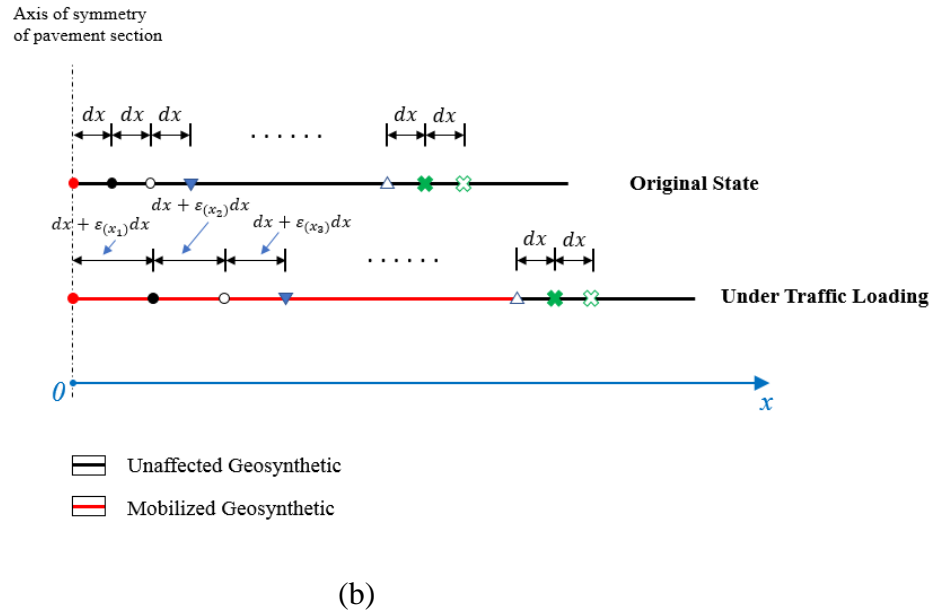 Axis of symmetry
of pavement section
dx dx dx dx dx
. . . . . .
Original State
dx + ε(x₁)dx dx + ε(x₂)dx dx + ε(x₃)dx dx dx
. . . . . .
Under Traffic Loading
0
x
Unaffected Geosynthetic
Mobilized Geosynthetic
(b)